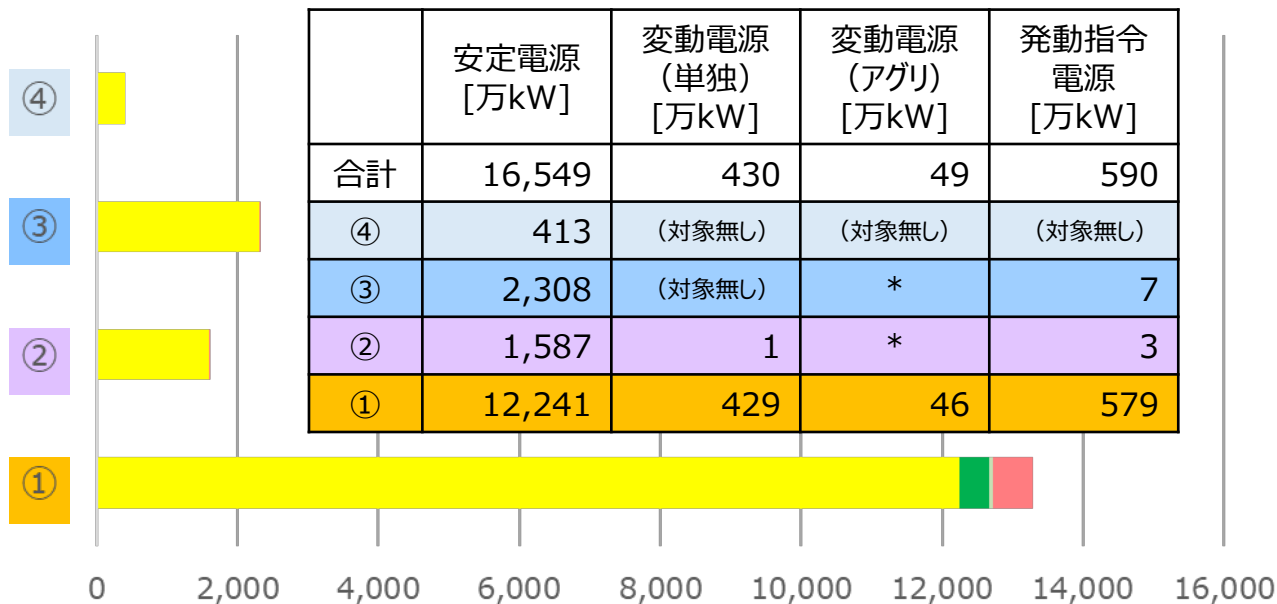 安定電源
[万kW]
変動電源
（単独）
[万kW]
変動電源
（アグリ）
[万kW]
発動指令
電源
[万kW]
合計 16,549 430 49 590
④ 413 （対象無し） （対象無し） （対象無し）
③ 2,308 （対象無し） * 7
② 1,587 1 * 3
① 12,241 429 46 579
④
③
②
①
0 2,000 4,000 6,000 8,000 10,000 12,000 14,000 16,000